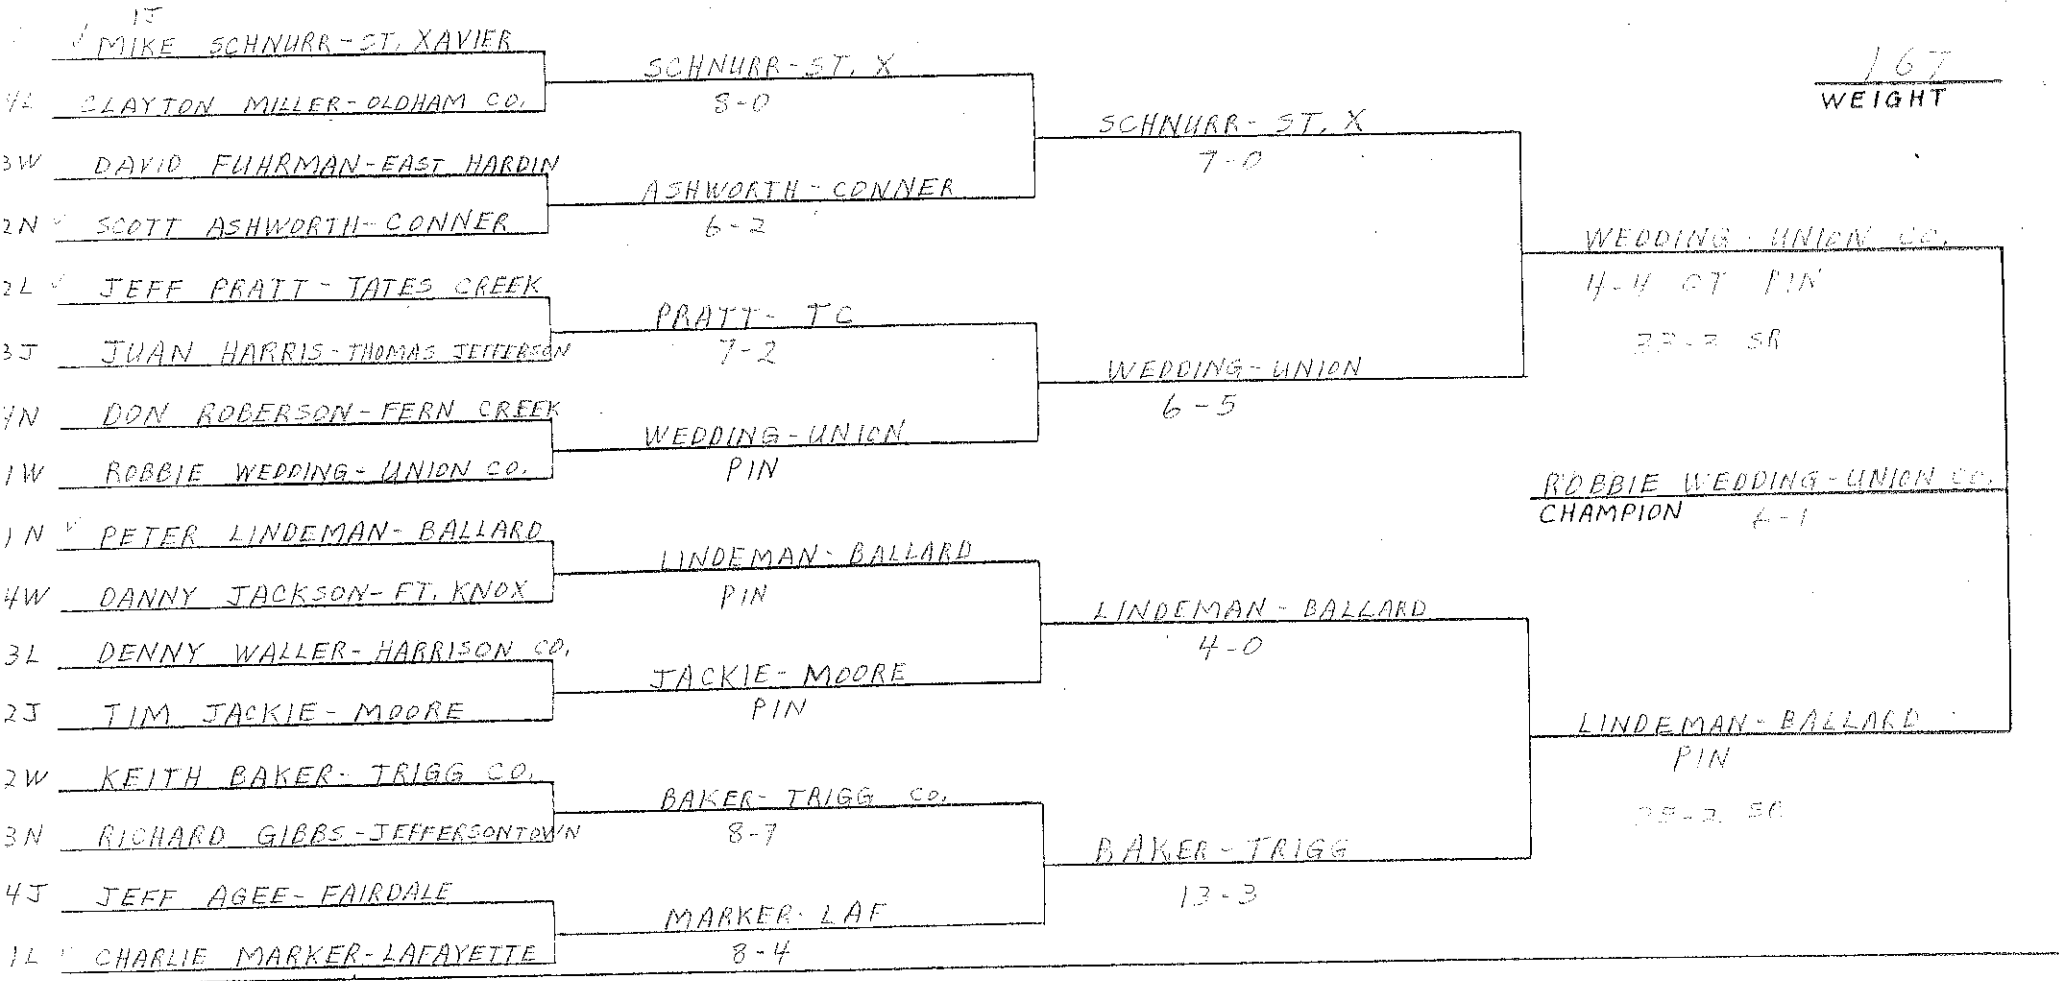 1J
MIKE SCHNURR-ST. XAVIER
4L CLAYTON MILLER-OLDHAM CO.
3W DAVID FUHRMAN-EAST HARDIN
2N SCOTT ASHWORTH-CONNER
2L JEFF PRATT-TATES CREEK
3J JUAN HARRIS-THOMAS JEFFERSON
4N DON ROBERSON-FERN CREEK
1W ROBBIE WEDDING-UNION CO.
1N PETER LINDEMAN-BALLARD
4W DANNY JACKSON-FT. KNOX
3L DENNY WALLER-HARRISON CO.
2J TIM JACKIE-MOORE
2W KEITH BAKER-TRIGG CO.
3N RICHARD GIBBS-JEFFERSONTOWN
4J JEFF AGEE-FAIRDALE
1L CHARLIE MARKER-LAFAYETTE
SCHNURR-ST. X
8-0
ASHWORTH-CONNER
6-2
PRATT-TC
7-2
WEDDING-UNION
PIN
LINDEMAN-BALLARD
PIN
JACKIE-MOORE
PIN
BAKER-TRIGG CO.
8-7
MARKER-LAF
8-4
SCHNURR-ST. X
7-0
WEDDING-UNION
6-5
LINDEMAN-BALLARD
4-0
BAKER-TRIGG
13-3
WEDDING-UNION CO.
4-4 OT PIN
SR
LINDEMAN-BALLARD
PIN
SR
ROBBIE WEDDING-UNION CO.
CHAMPION 6-1
167
WEIGHT